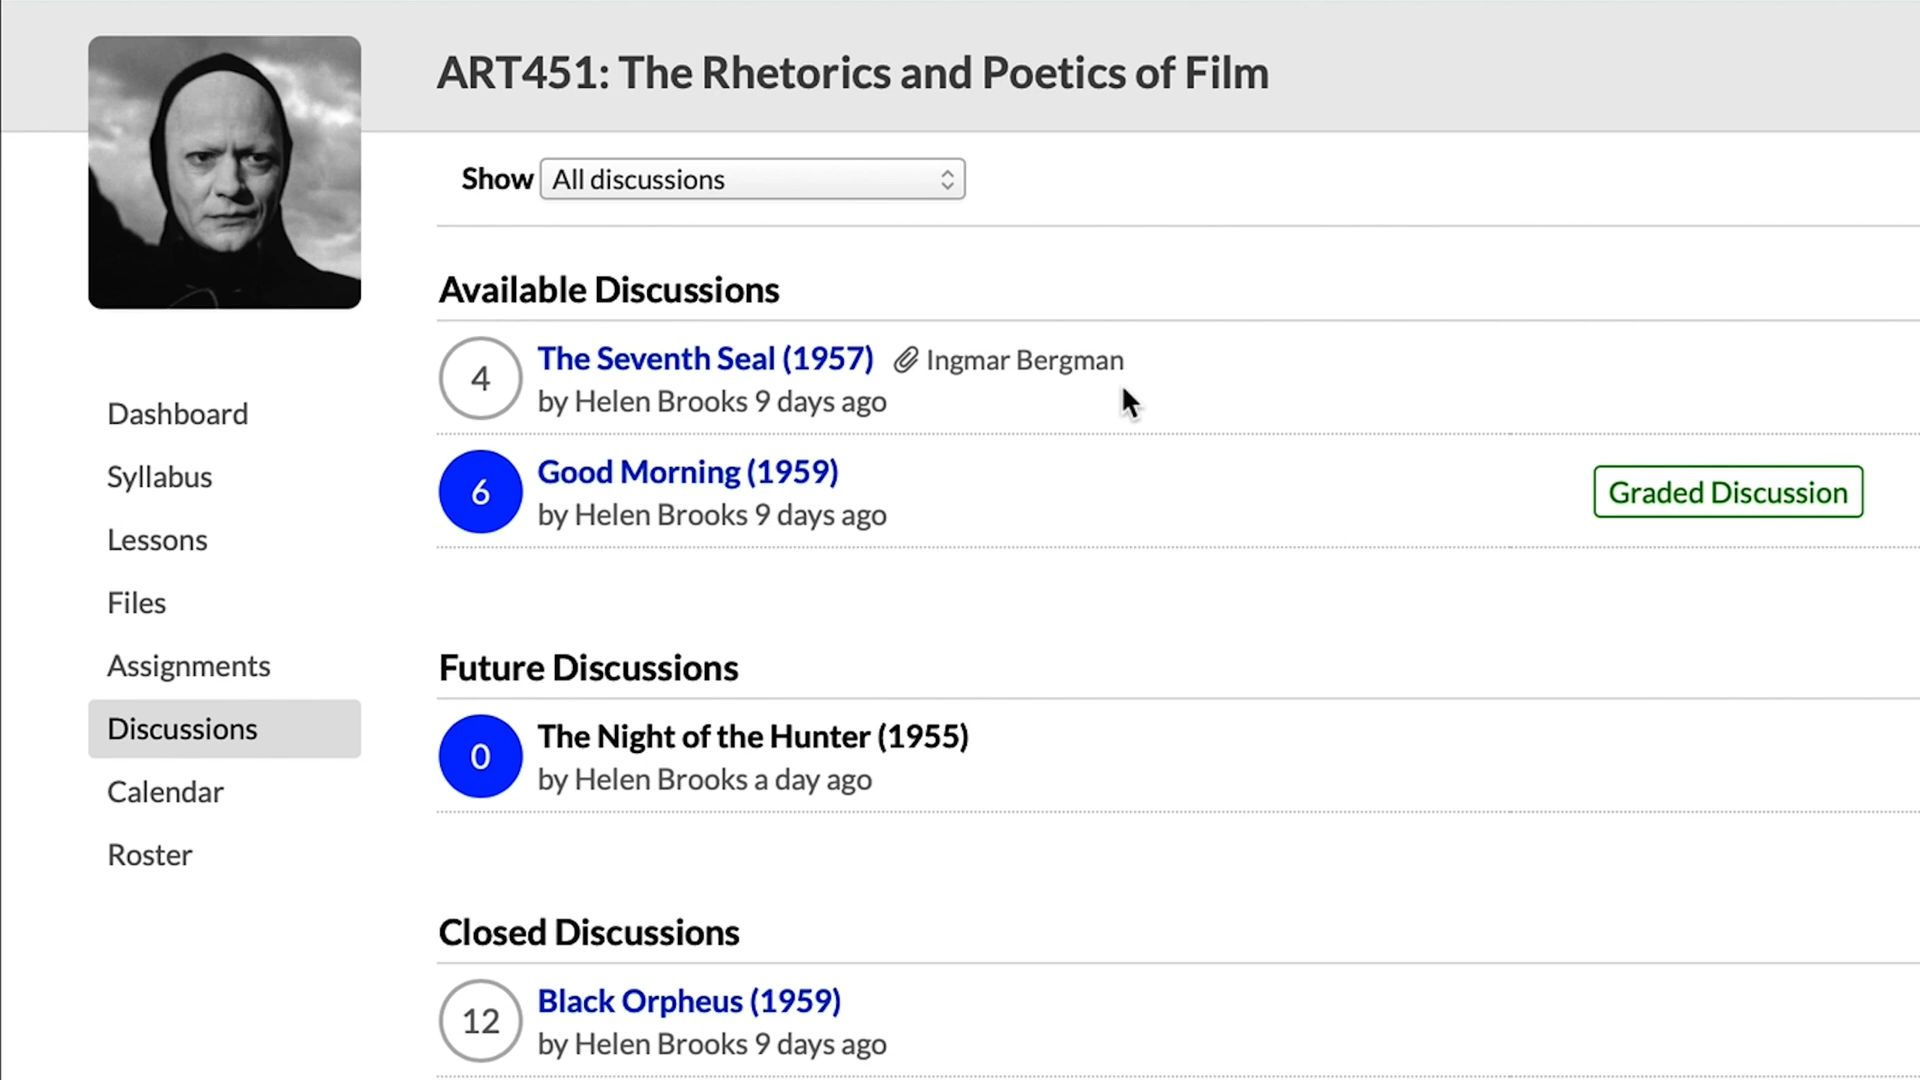 ART451: The Rhetorics and Poetics of Film
Show All discussions
Available Discussions
4
The Seventh Seal (1957) Ingmar Bergman
by Helen Brooks 9 days ago
6
Good Morning (1959)
by Helen Brooks 9 days ago
Graded Discussion
Future Discussions
0
The Night of the Hunter (1955)
by Helen Brooks a day ago
Closed Discussions
12
Black Orpheus (1959)
by Helen Brooks 9 days ago
Dashboard
Syllabus
Lessons
Files
Assignments
Discussions
Calendar
Roster